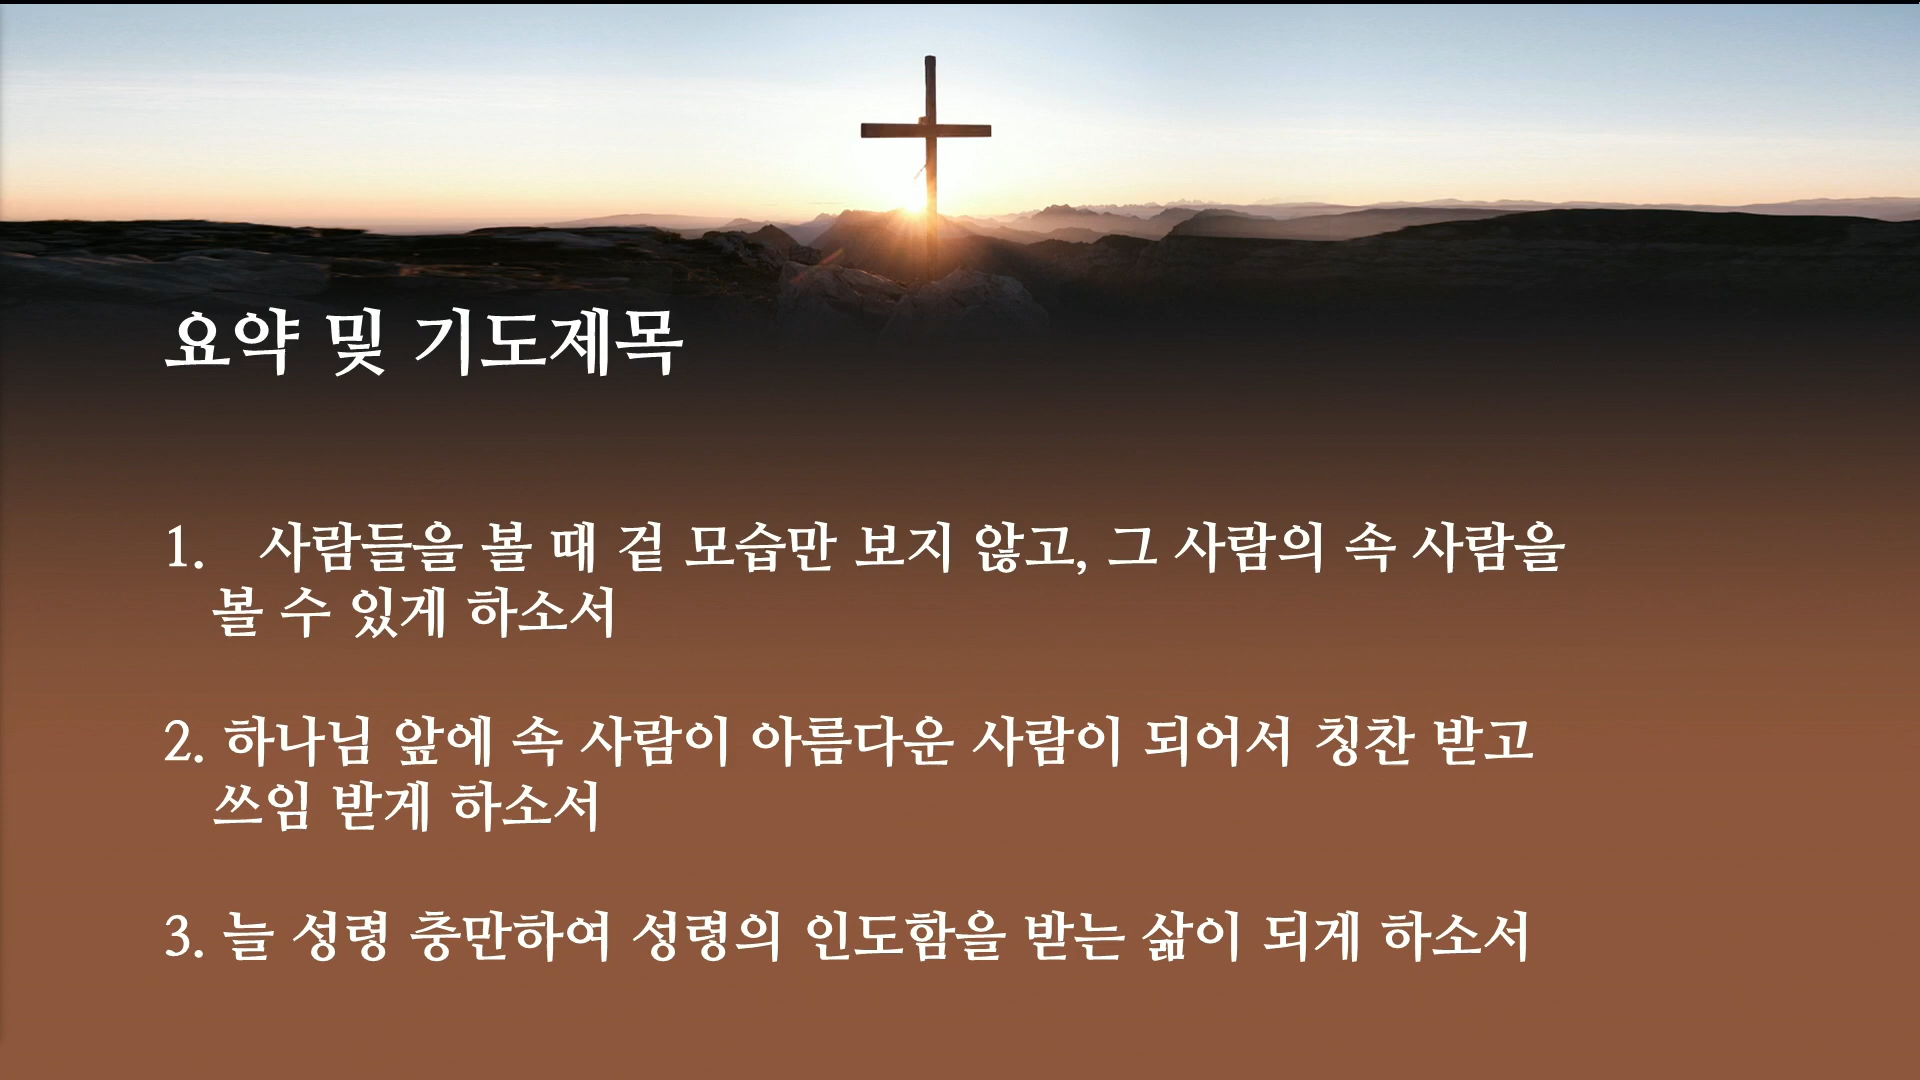 요약 및 기도제목
1. 사람들을 볼 때 겉 모습만 보지 않고, 그 사람의 속 사람을
볼 수 있게 하소서
2. 하나님 앞에 속 사람이 아름다운 사람이 되어서 칭찬 받고
쓰임 받게 하소서
3. 늘 성령 충만하여 성령의 인도함을 받는 삶이 되게 하소서